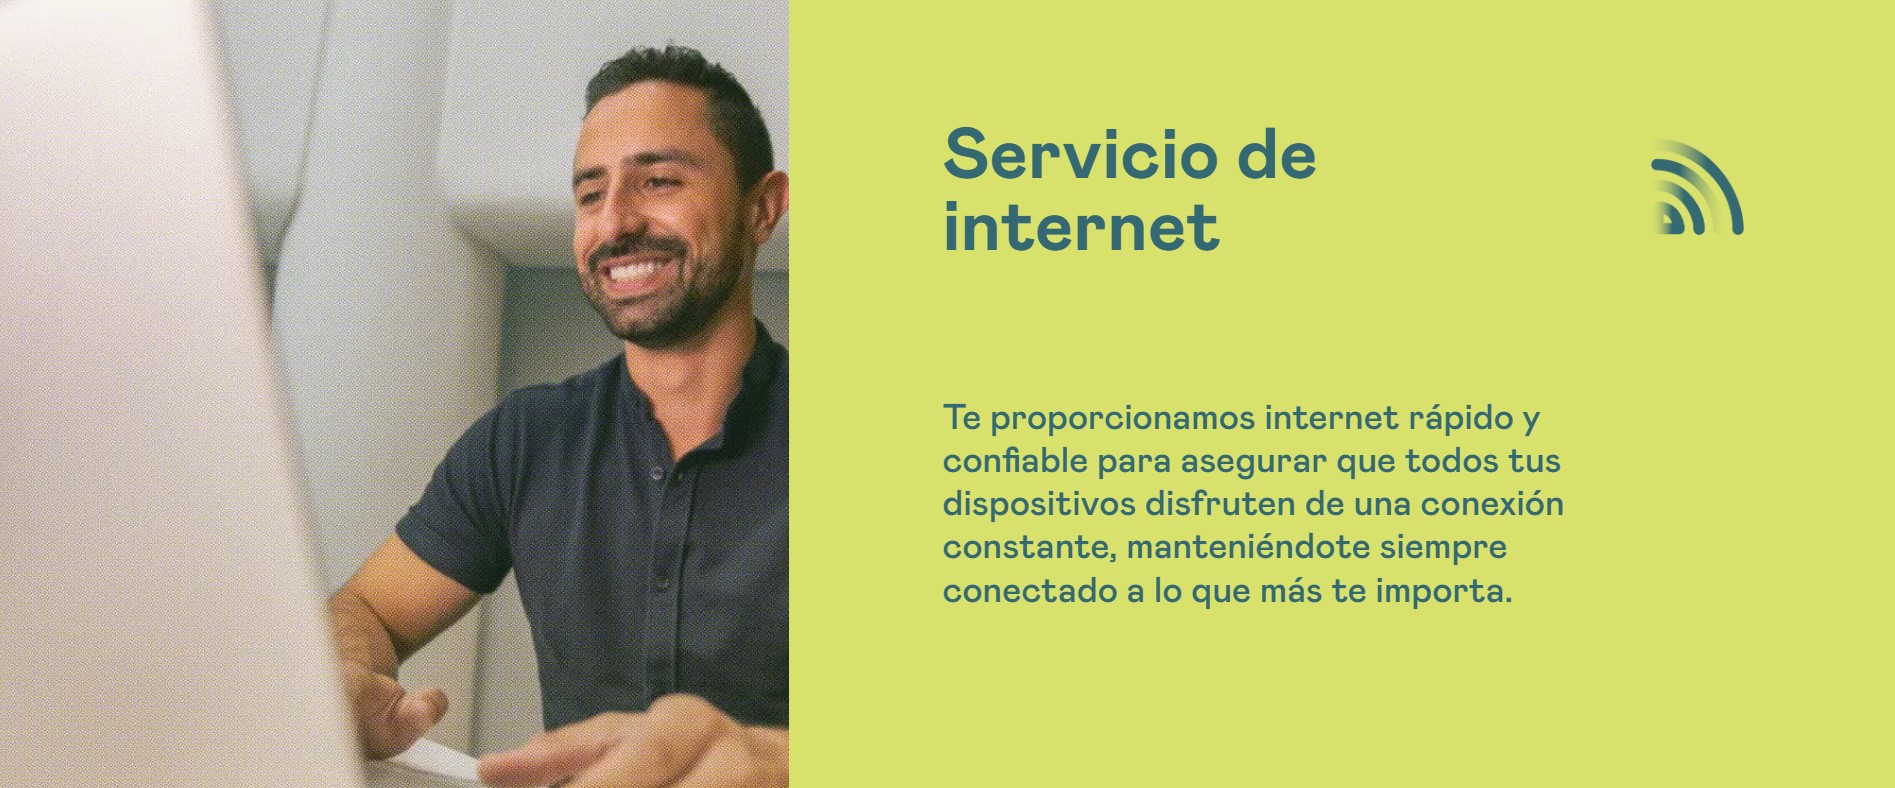 Servicio de
internet
Te proporcionamos internet rápido y
confiable para asegurar que todos tus
dispositivos disfruten de una conexión
constante, manteniéndote siempre
conectado a lo que más te importa.